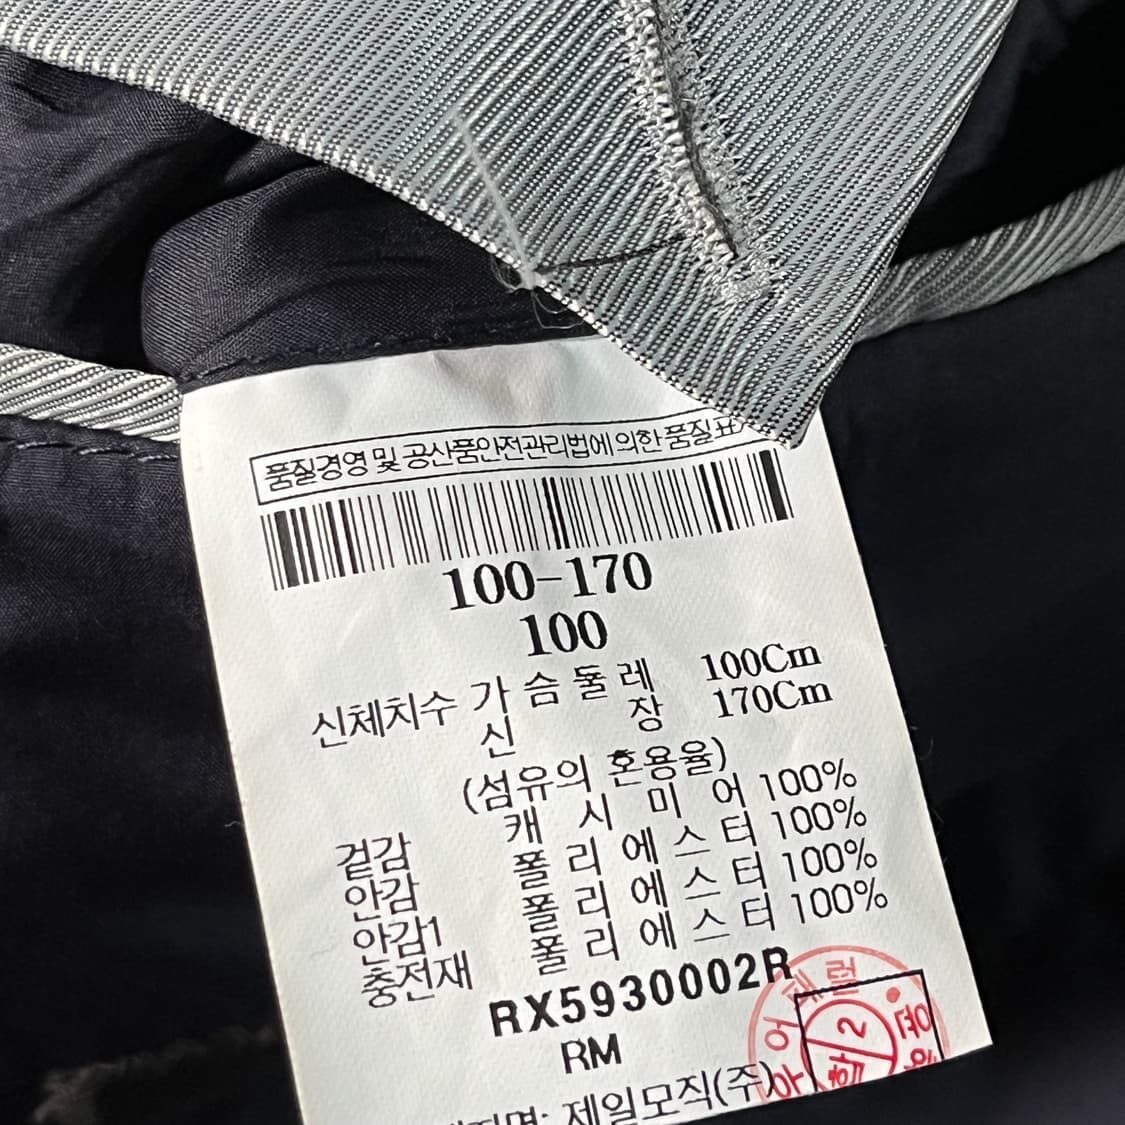 품질경영 및 공산품안전관리법에 의한 품질표
100-170
100
신체치수 가슴둘레 100Cm
신장 170Cm
(섬유의 혼용율)
겉감 캐시미어 100%
안감 폴리에스터 100%
안감1 폴리에스터 100%
충전재 폴리에스터 100%
RX5930002R
RM
제일모직(주)
어패럴
2